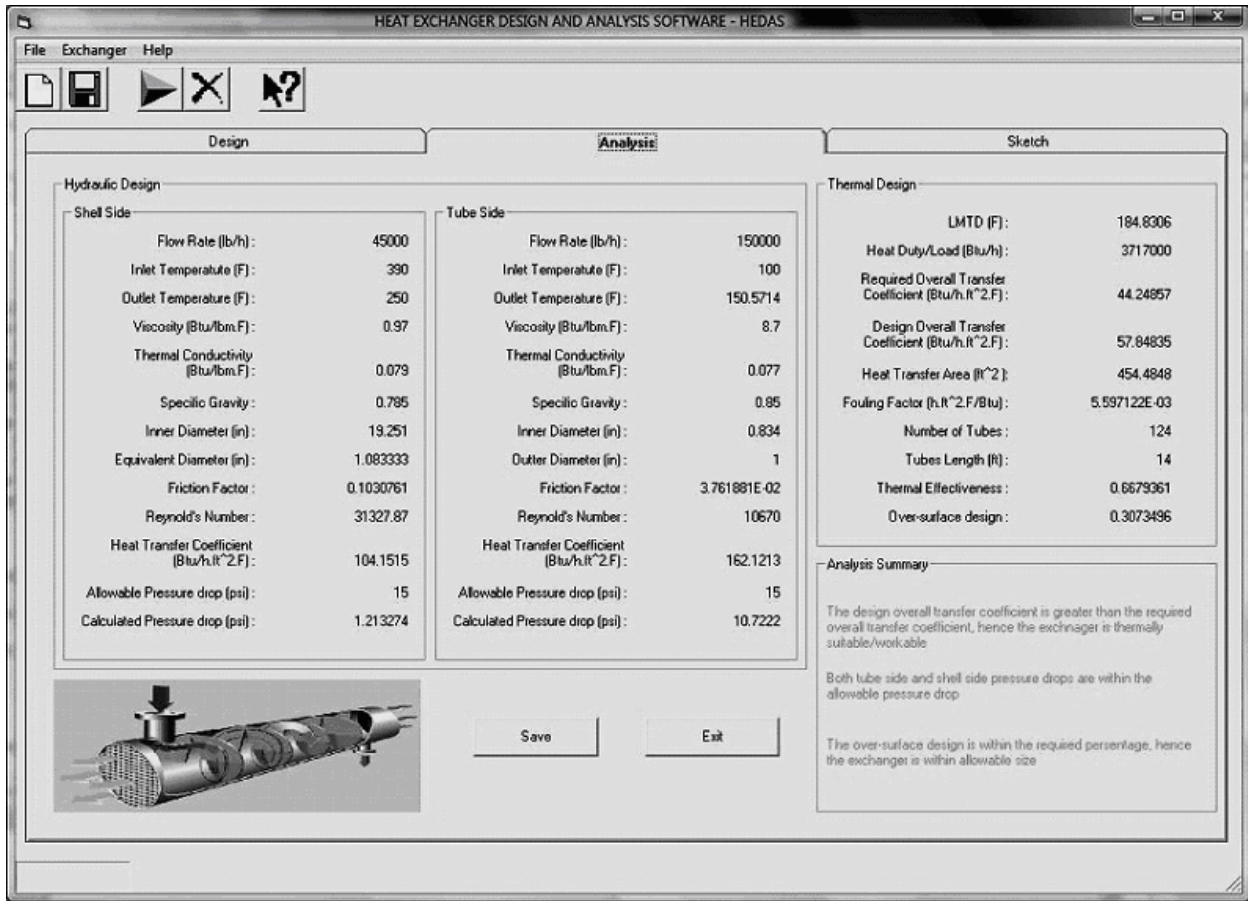 HEAT EXCHANGER DESIGN AND ANALYSIS SOFTWARE - HEDAS
File Exchanger Help
Design Analysis Sketch
Hydraulic Design
Shell Side
Flow Rate (lb/h) : 45000
Inlet Temperatute (F) : 390
Outlet Temperature (F) : 250
Viscosity (Btu/lbm.F) : 0.97
Thermal Conductivity
(Btu/lbm.F) : 0.079
Specific Gravity : 0.785
Inner Diameter (in) : 19.251
Equivalent Diameter (in) : 1.083333
Friction Factor : 0.1030761
Reynold's Number : 31327.87
Heat Transfer Coefficient
(Btu/h.ft^2.F) : 104.1515
Allowable Pressure drop (psi) : 15
Calculated Pressure drop (psi) : 1.213274
Tube Side
Flow Rate (lb/h) : 150000
Inlet Temperatute (F) : 100
Outlet Temperature (F) : 150.5714
Viscosity (Btu/lbm.F) : 8.7
Thermal Conductivity
(Btu/lbm.F) : 0.077
Specific Gravity : 0.85
Inner Diameter (in) : 0.834
Outter Diameter (in) : 1
Friction Factor : 3.761881E-02
Reynold's Number : 10670
Heat Transfer Coefficient
(Btu/h.ft^2.F) : 162.1213
Allowable Pressure drop (psi) : 15
Calculated Pressure drop (psi) : 10.7222
Thermal Design
LMTD (F) : 184.8306
Heat Duty/Load (Btu/h) : 3717000
Required Overall Transfer
Coefficient (Btu/h.ft^2.F) : 44.24857
Design Overall Transfer
Coefficient (Btu/h.ft^2.F) : 57.84835
Heat Transfer Area (ft^2 ) : 454.4848
Fouling Factor (h.ft^2.F/Btu) : 5.597122E-03
Number of Tubes : 124
Tubes Length (ft) : 14
Thermal Effectiveness : 0.6679361
Over-surface design : 0.3073496
Analysis Summary
The design overall transfer coefficient is greater than the required
overall transfer coefficient, hence the exchnager is thermally
suitable/workable
Both tube side and shell side pressure drops are within the
allowable pressure drop
The over-surface design is within the required persentage, hence
the exchanger is within allowable size
Save Exit